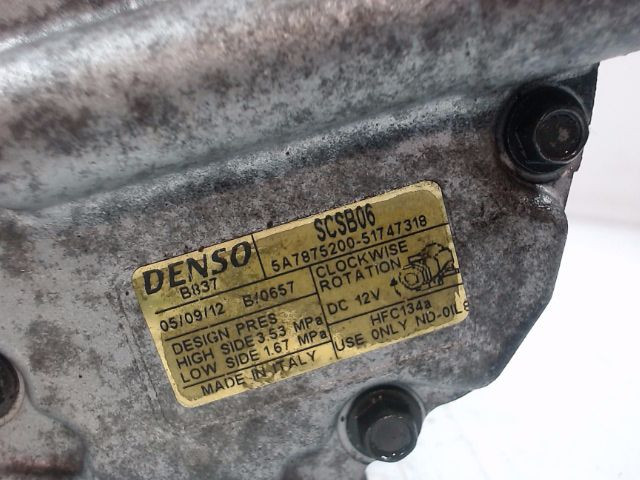 SCSB06
DENSO
5A7875200-51747318
B837
CLOCKWISE
ROTATION
05/09/12
DC 12V
DESIGN PRES
HIGH SIDE 3.53 MPa
LOW SIDE 1.67 MPa
HFC134a
USE ONLY ND-OIL8
MADE IN ITALY